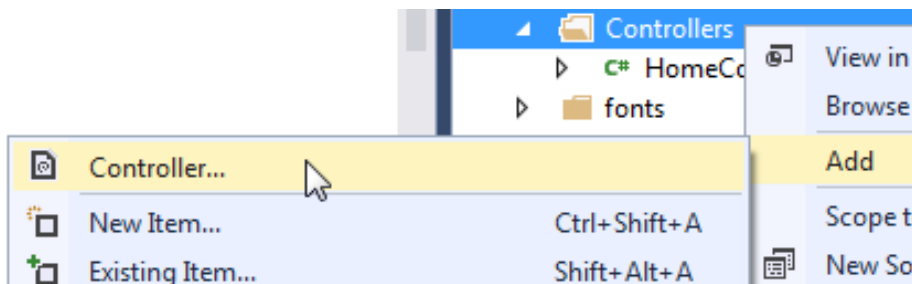 Controllers
C# HomeCo
View in
fonts
Browse
Controller...
Add
New Item... Ctrl+Shift+A
Scope t
Existing Item... Shift+Alt+A
New So